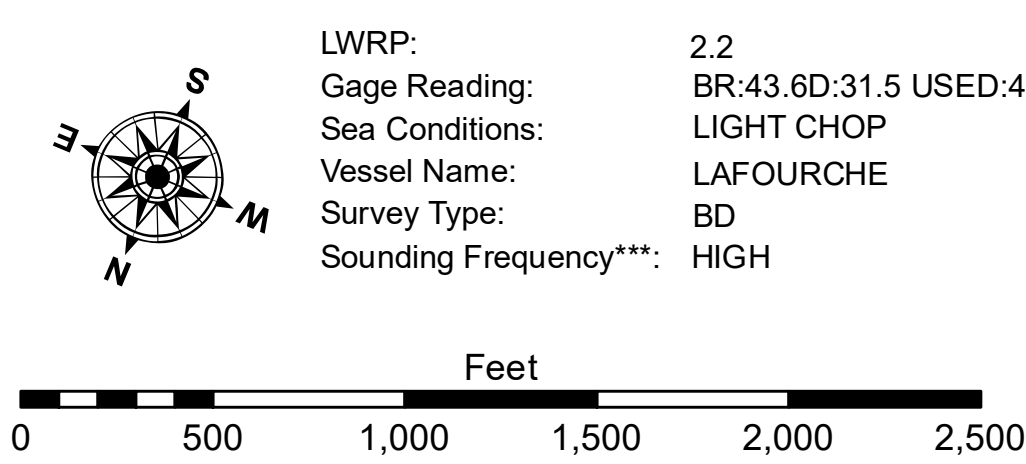 S
E
W
N
LWRP: 2.2
Gage Reading: BR:43.6D:31.5 USED:4
Sea Conditions: LIGHT CHOP
Vessel Name: LAFOURCHE
Survey Type: BD
Sounding Frequency***: HIGH
Feet
0 500 1,000 1,500 2,000 2,500